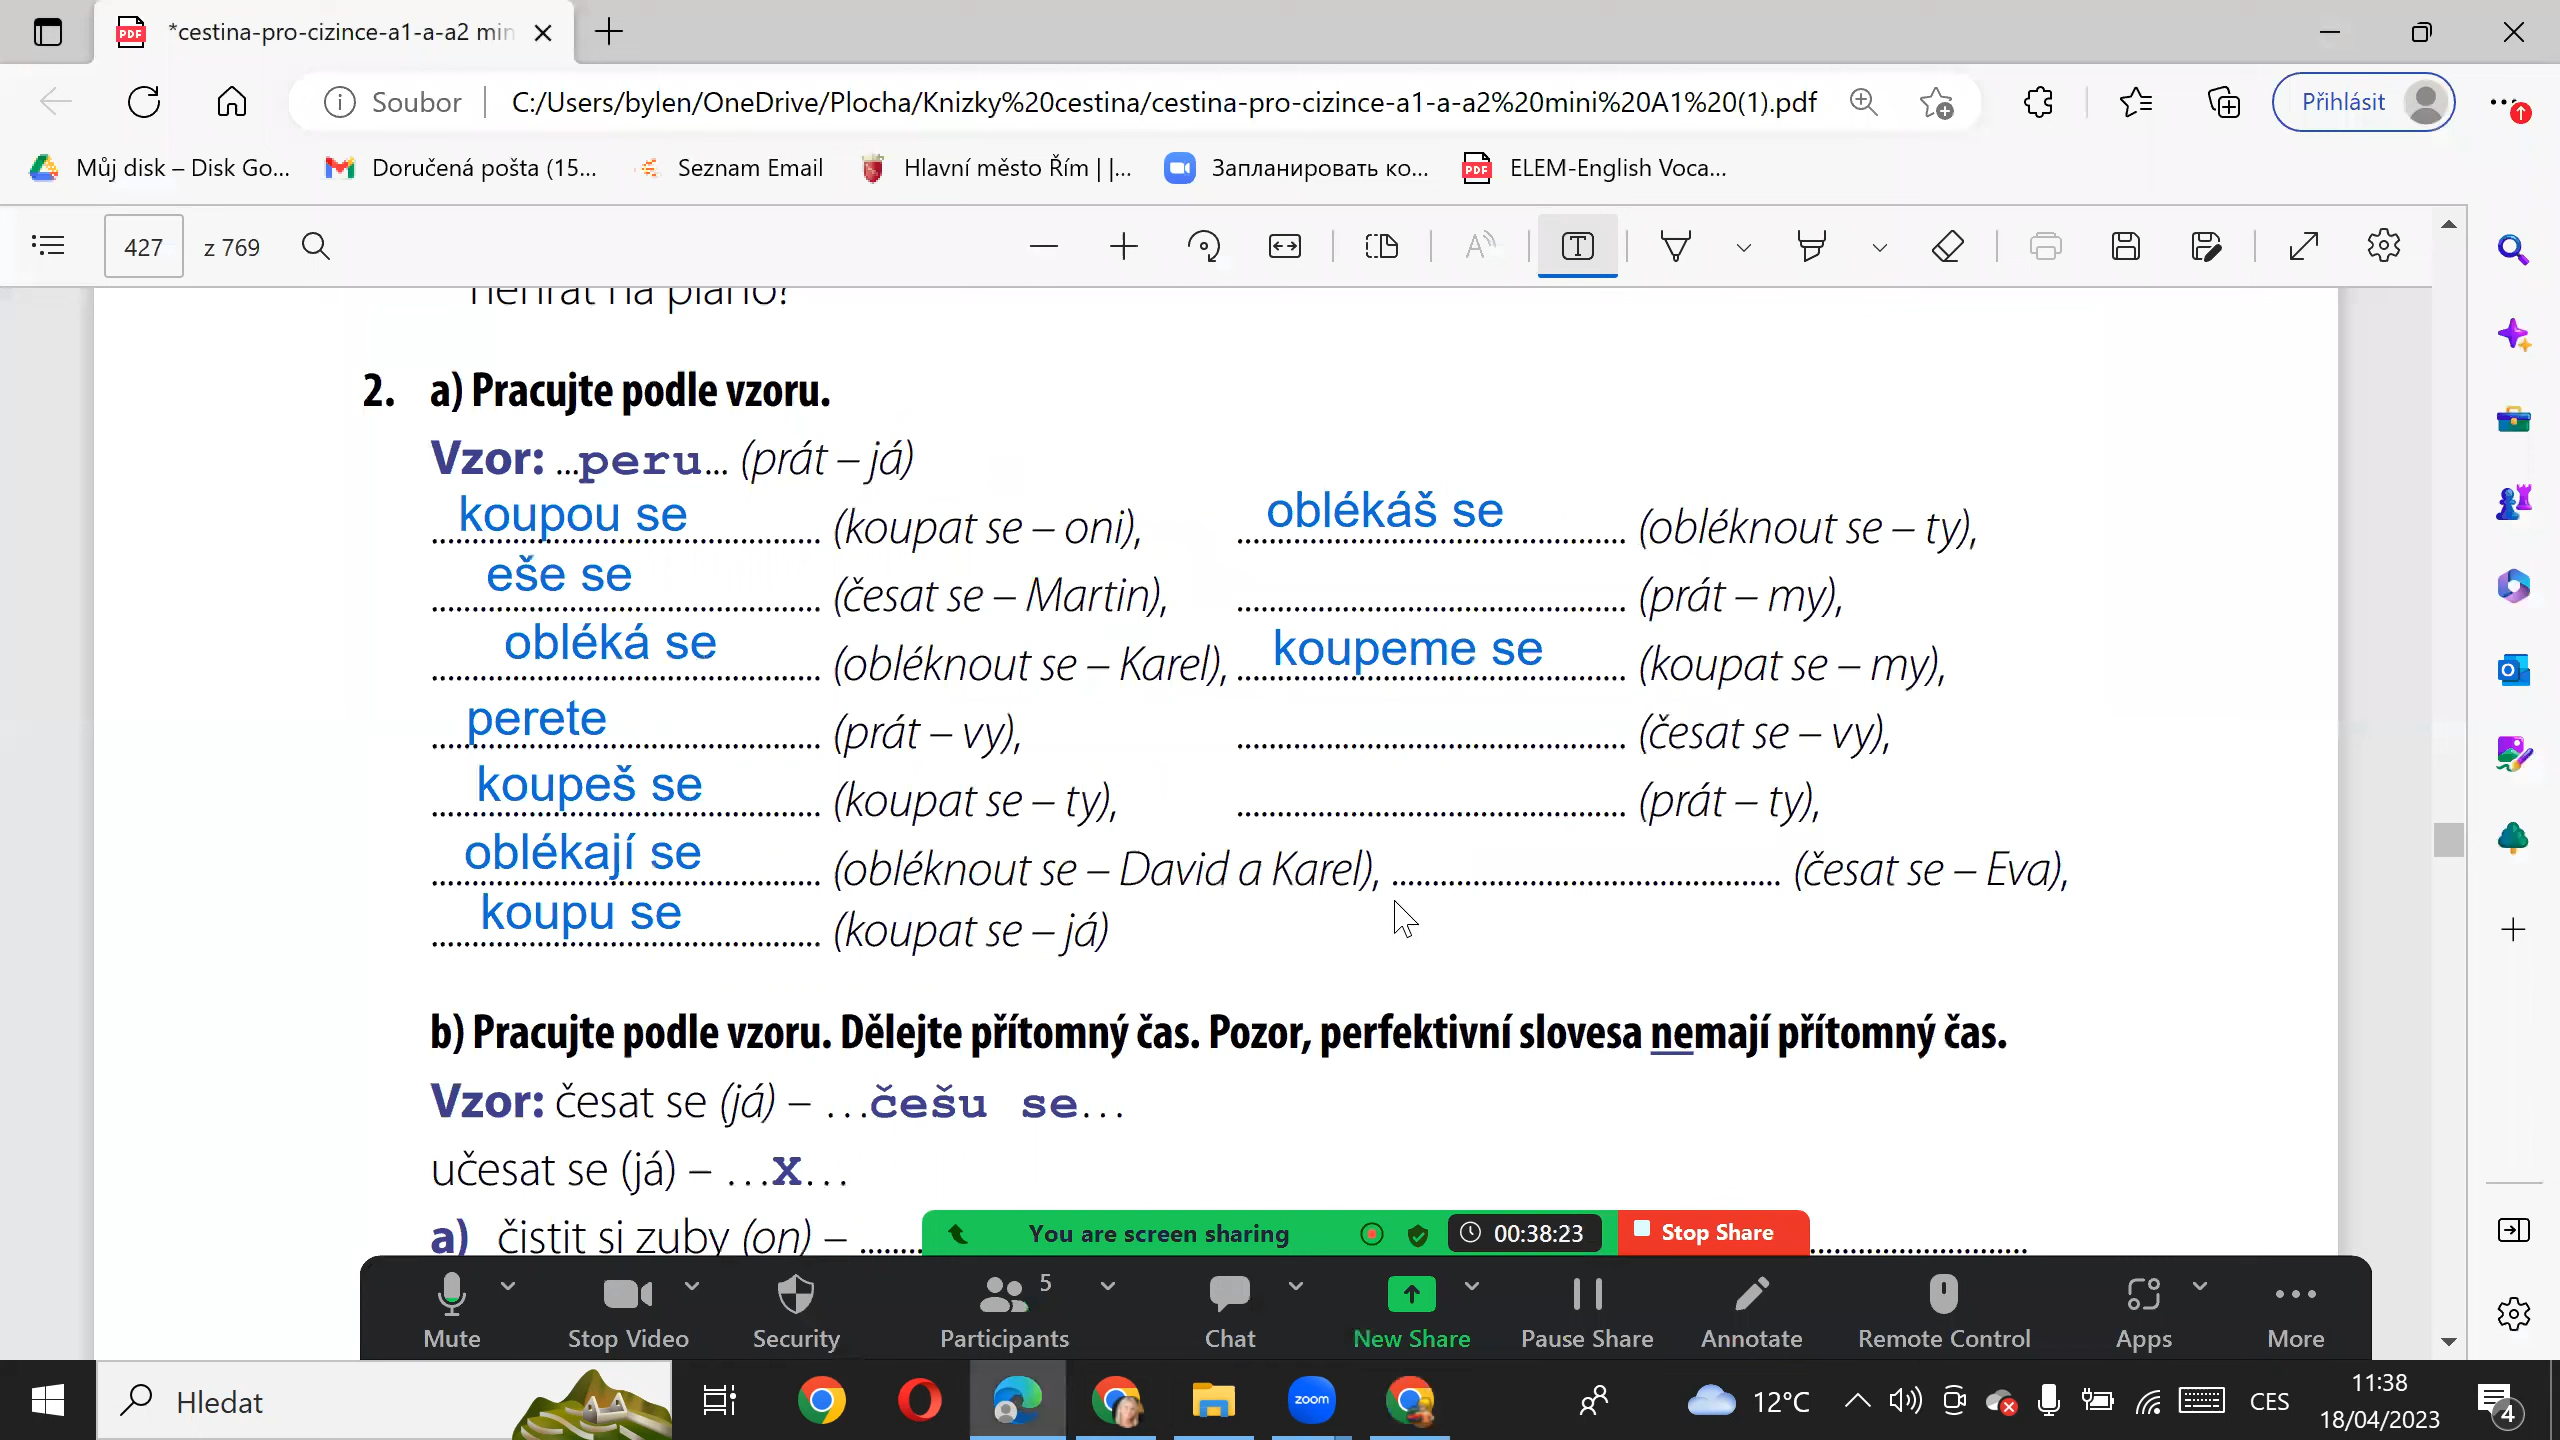 *cestina-pro-cizince-a1-a-a2 min
Soubor C:/Users/bylen/OneDrive/Plocha/Knizky%20cestina/cestina-pro-cizince-a1-a-a2%20mini%20A1%20(1).pdf Přihlásit
Můj disk – Disk Go... Doručená pošta (15... Seznam Email Hlavní město Řím | |... Запланировать ко... ELEM-English Voca...
427 z 769
nehrát na piano?
2. a) Pracujte podle vzoru.
Vzor: ...peru... (prát – já)
koupou se (koupat se – oni), oblékáš se (obléknout se – ty),
eše se (česat se – Martin), (prát – my),
obléká se (obléknout se – Karel), koupeme se (koupat se – my),
perete (prát – vy), (česat se – vy),
koupeš se (koupat se – ty), (prát – ty),
oblékají se (obléknout se – David a Karel), (česat se – Eva),
koupu se (koupat se – já)
b) Pracujte podle vzoru. Dělejte přítomný čas. Pozor, perfektivní slovesa nemají přítomný čas.
Vzor: česat se (já) – ...češu se...
učesat se (já) – ...X...
a) čistit si zuby (on) –
You are screen sharing 00:38:23 Stop Share
Mute Stop Video Security Participants 5 Chat New Share Pause Share Annotate Remote Control Apps More
Hledat zoom 12°C CES 11:38
18/04/2023 4